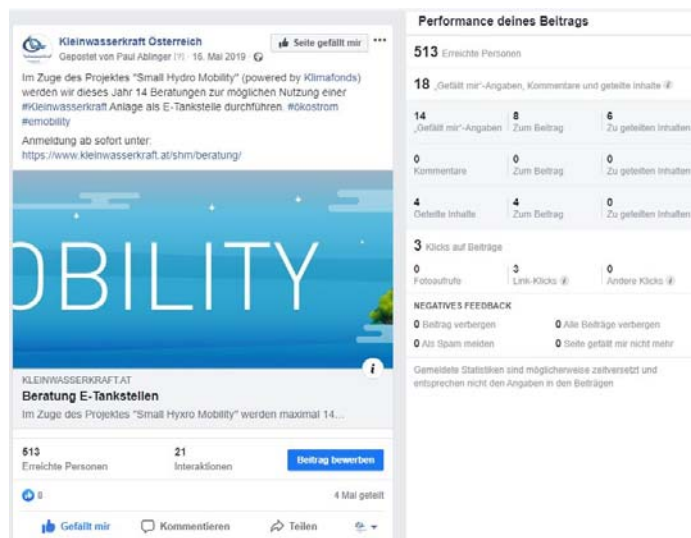 Kleinwasserkraft Österreich
Gepostet von Paul Ablinger [?] · 16. Mai 2019 ·
Seite gefällt mir
Im Zuge des Projektes "Small Hydro Mobility" (powered by Klimafonds)
werden wir dieses Jahr 14 Beratungen zur möglichen Nutzung einer
#Kleinwasserkraft Anlage als E-Tankstelle durchführen. #ökostrom
#emobility
Anmeldung ab sofort unter:
https://www.kleinwasserkraft.at/shm/beratung/
OBILITY
KLEINWASSERKRAFT.AT
Beratung E-Tankstellen
Im Zuge des Projektes "Small Hyxro Mobility" werden maximal 14...
513
Erreichte Personen
21
Interaktionen
Beitrag bewerben
8
4 Mal geteilt
Gefällt mir
Kommentieren
Teilen
Performance deines Beitrags
513 Erreichte Personen
18 „Gefällt mir“-Angaben, Kommentare und geteilte Inhalte
14 8 6
„Gefällt mir“-Angaben Zum Beitrag Zu geteilten Inhalten
0 0 0
Kommentare Zum Beitrag Zu geteilten Inhalten
4 4 0
Geteilte Inhalte Zum Beitrag Zu geteilten Inhalten
3 Klicks auf Beiträge
0 3 0
Fotoaufrufe Link-Klicks Andere Klicks
NEGATIVES FEEDBACK
0 Beitrag verbergen 0 Alle Beiträge verbergen
0 Als Spam melden 0 Seite gefällt mir nicht mehr
Gemeldete Statistiken sind möglicherweise zeitversetzt und
entsprechen nicht den Angaben in den Beiträgen